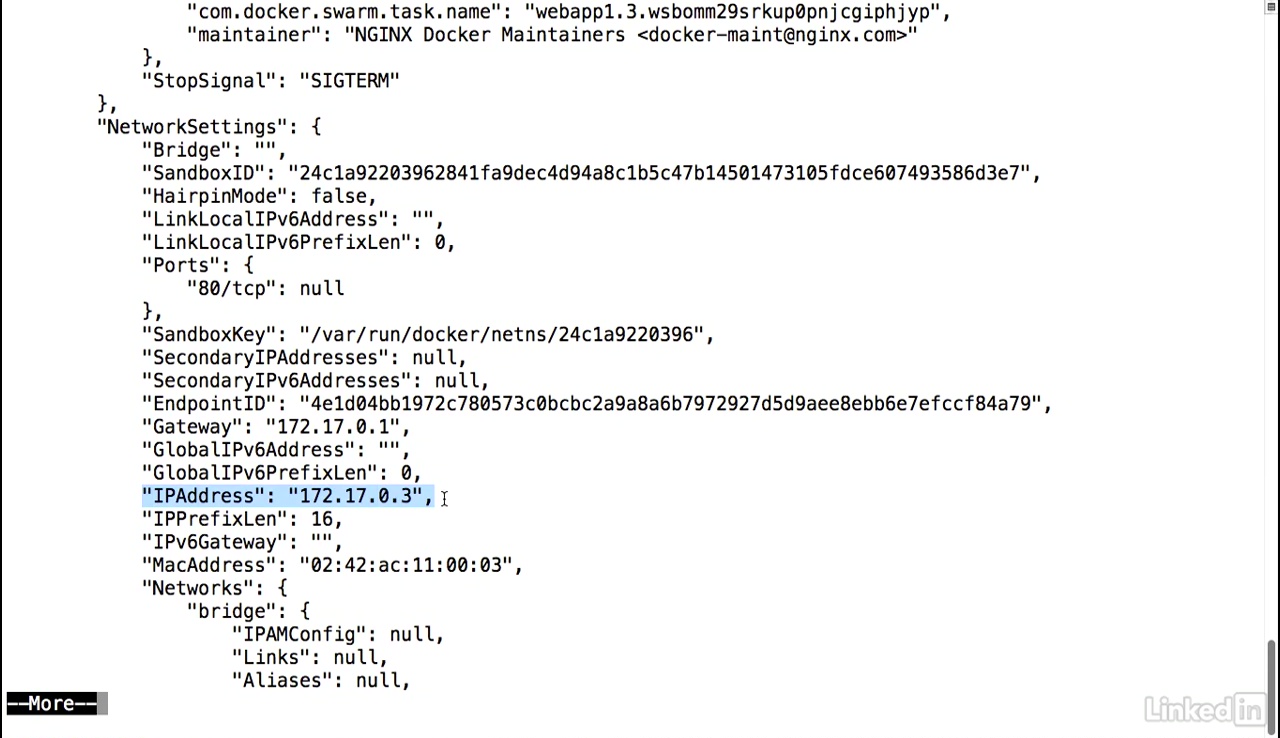 "com.docker.swarm.task.name": "webapp1.3.wsbomm29srkup0pnjcgiphjyp",
"maintainer": "NGINX Docker Maintainers <docker-maint@nginx.com>"
},
"StopSignal": "SIGTERM"
},
"NetworkSettings": {
"Bridge": "",
"SandboxID": "24c1a92203962841fa9dec4d94a8c1b5c47b14501473105fdce607493586d3e7",
"HairpinMode": false,
"LinkLocalIPv6Address": "",
"LinkLocalIPv6PrefixLen": 0,
"Ports": {
"80/tcp": null
},
"SandboxKey": "/var/run/docker/netns/24c1a9220396",
"SecondaryIPAddresses": null,
"SecondaryIPv6Addresses": null,
"EndpointID": "4e1d04bb1972c780573c0bcbc2a9a8a6b7972927d5d9aee8ebb6e7efccf84a79",
"Gateway": "172.17.0.1",
"GlobalIPv6Address": "",
"GlobalIPv6PrefixLen": 0,
"IPAddress": "172.17.0.3",
"IPPrefixLen": 16,
"IPv6Gateway": "",
"MacAddress": "02:42:ac:11:00:03",
"Networks": {
"bridge": {
"IPAMConfig": null,
"Links": null,
"Aliases": null,
--More--
Linked in